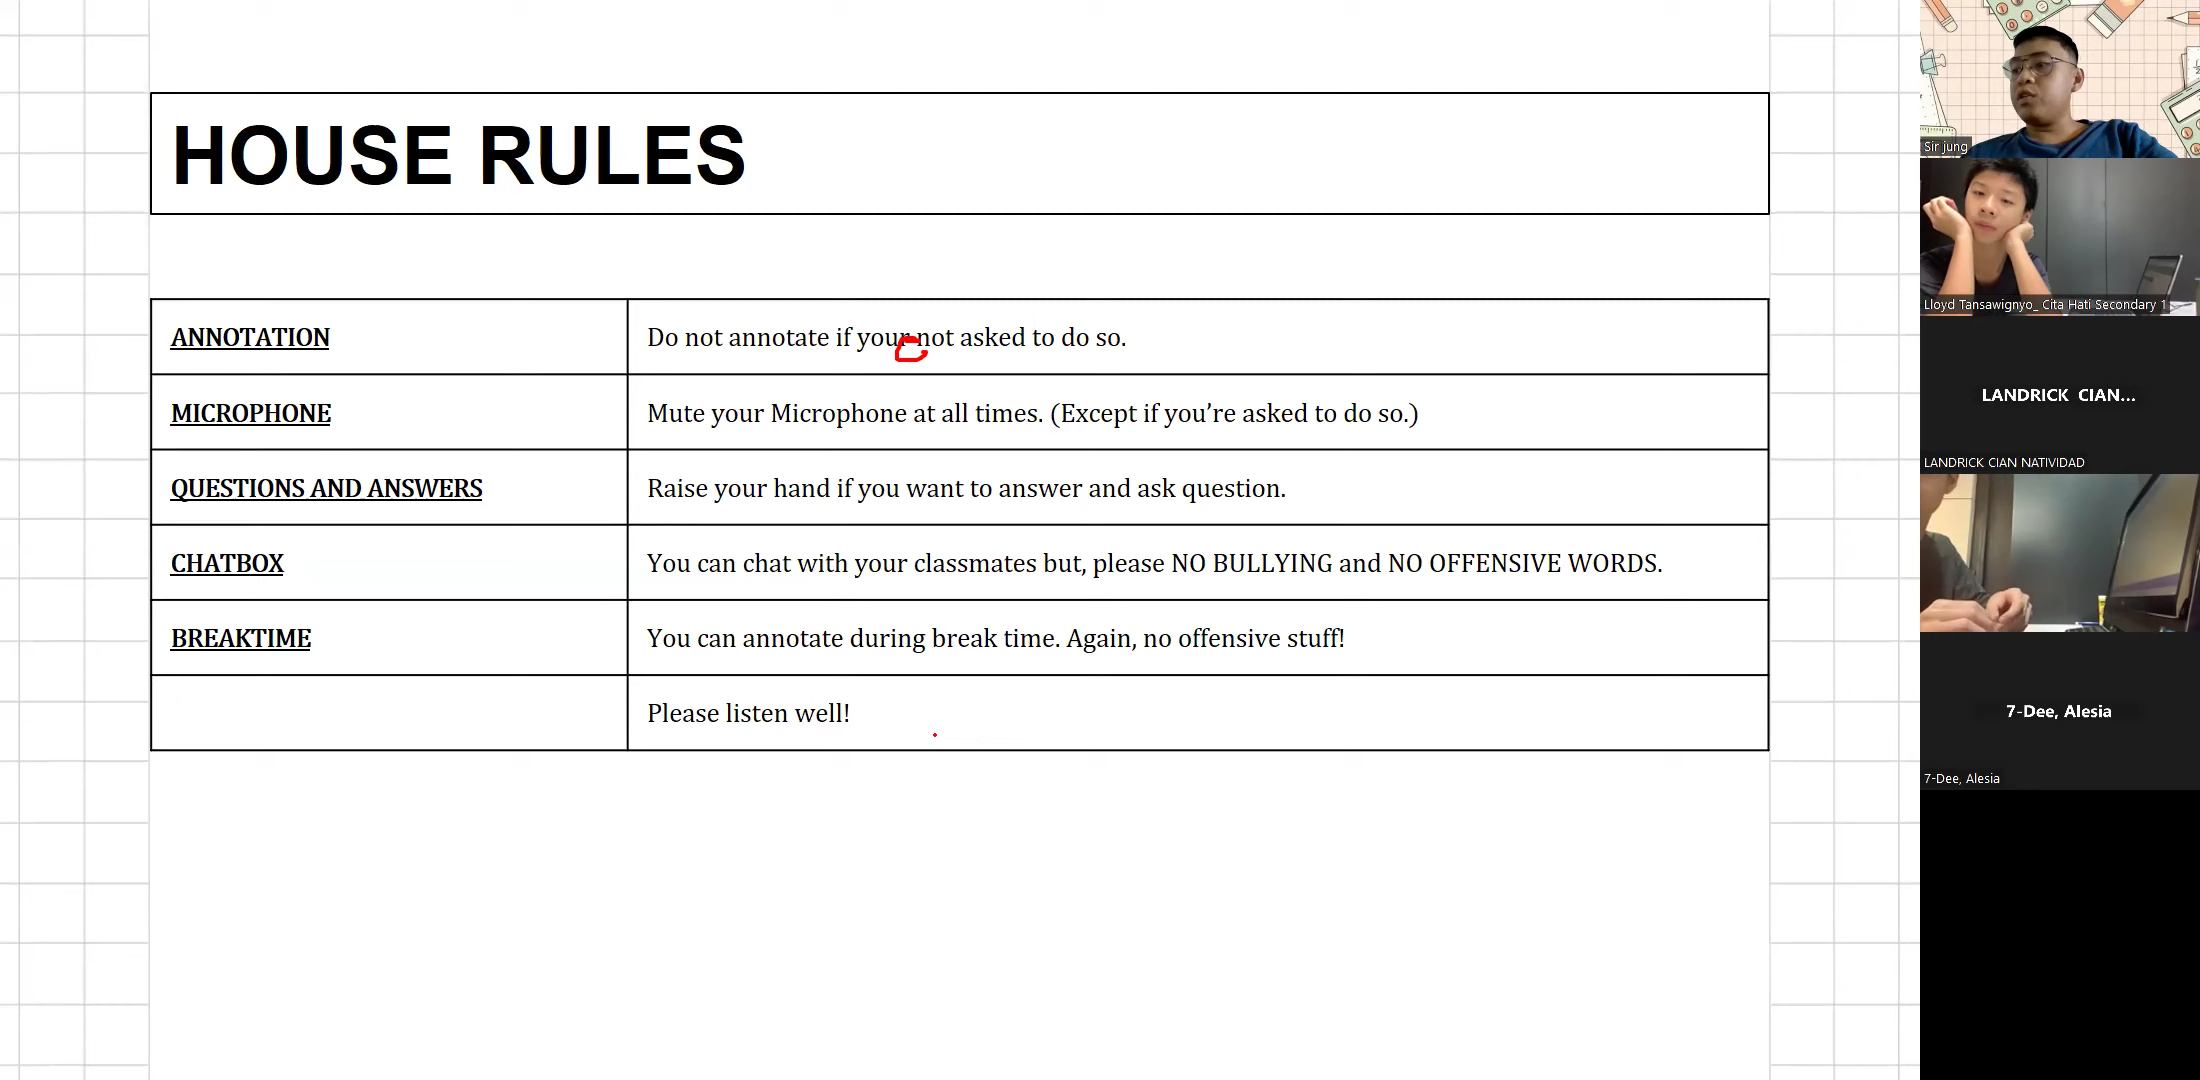 HOUSE RULES
ANNOTATION
Do not annotate if your not asked to do so.
MICROPHONE
Mute your Microphone at all times. (Except if you’re asked to do so.)
QUESTIONS AND ANSWERS
Raise your hand if you want to answer and ask question.
CHATBOX
You can chat with your classmates but, please NO BULLYING and NO OFFENSIVE WORDS.
BREAKTIME
You can annotate during break time. Again, no offensive stuff!
Please listen well!
Sir jung
Lloyd Tansawignyo_ Cita Hati Secondary 1
LANDRICK CIAN...
LANDRICK CIAN NATIVIDAD
7-Dee, Alesia
7-Dee, Alesia